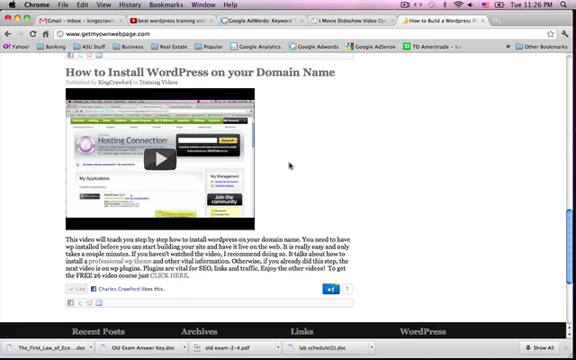 Chrome File Edit View History Bookmarks Window Help
Tue 11:26 PM
Gmail - Inbox - kingcrawfo
best wordpress training vide
Google AdWords: Keyword
I Movie Slideshow Video Op
How to Build a Wordpress B
www.getmyownwebpage.com
Banking ASU Stuff Business Real Estate Popular Google Analytics Google Adwords Google AdSense TD Ameritrade Other Bookmarks
How to Install WordPress on your Domain Name
Published by KingCrawford in Training Videos
Hosting Connection
My Applications
My Management
Join the community
This video will teach you step by step how to install wordpress on your domain name. You need to have
wp installed before you can start building your site and have it live on the web. It is really easy and only
takes a couple minutes. If you haven't watched the video, I recommend doing so. It talks about how to
install a professional wp theme and other vital information. Otherwise, if you already did this step, the
next video is on wp plugins. Plugins are vital for SEO, links and traffic. Enjoy the other videos! To get
the FREE 26 video course just CLICK HERE.
Like Charles Crawford likes this. +1 1
Recent Posts Archives Links WordPress
The_First_Law_of_Eco....doc Old Exam Answer Key.doc old exam-2-4.pdf lab schedule(2).doc Show All